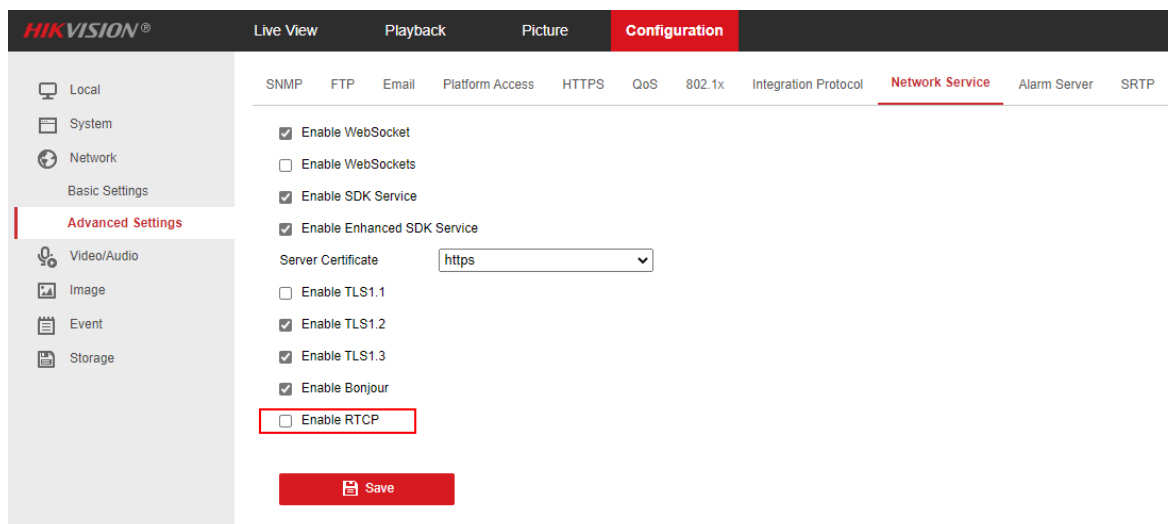 HIKVISION® Live View Playback Picture Configuration
Local
System
Network
Basic Settings
Advanced Settings
Video/Audio
Image
Event
Storage
SNMP FTP Email Platform Access HTTPS QoS 802.1x Integration Protocol Network Service Alarm Server SRTP
Enable WebSocket
Enable WebSockets
Enable SDK Service
Enable Enhanced SDK Service
Server Certificate https
Enable TLS1.1
Enable TLS1.2
Enable TLS1.3
Enable Bonjour
Enable RTCP
Save